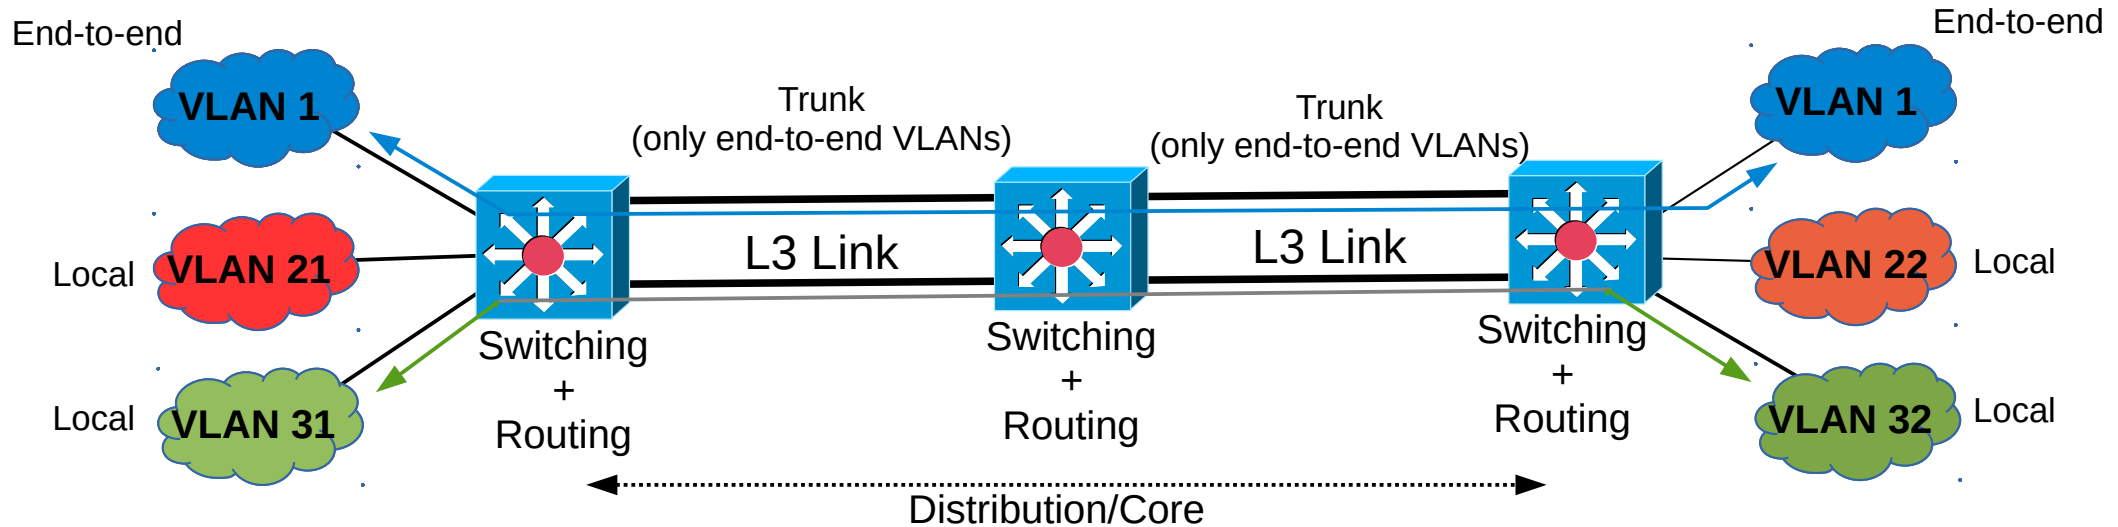 End-to-end
End-to-end
VLAN 1
VLAN 1
Trunk
(only end-to-end VLANs)
Trunk
(only end-to-end VLANs)
L3 Link
L3 Link
Local
VLAN 21
VLAN 22
Local
Switching
+
Routing
Switching
+
Routing
Switching
+
Routing
Local
VLAN 31
VLAN 32
Local
Distribution/Core